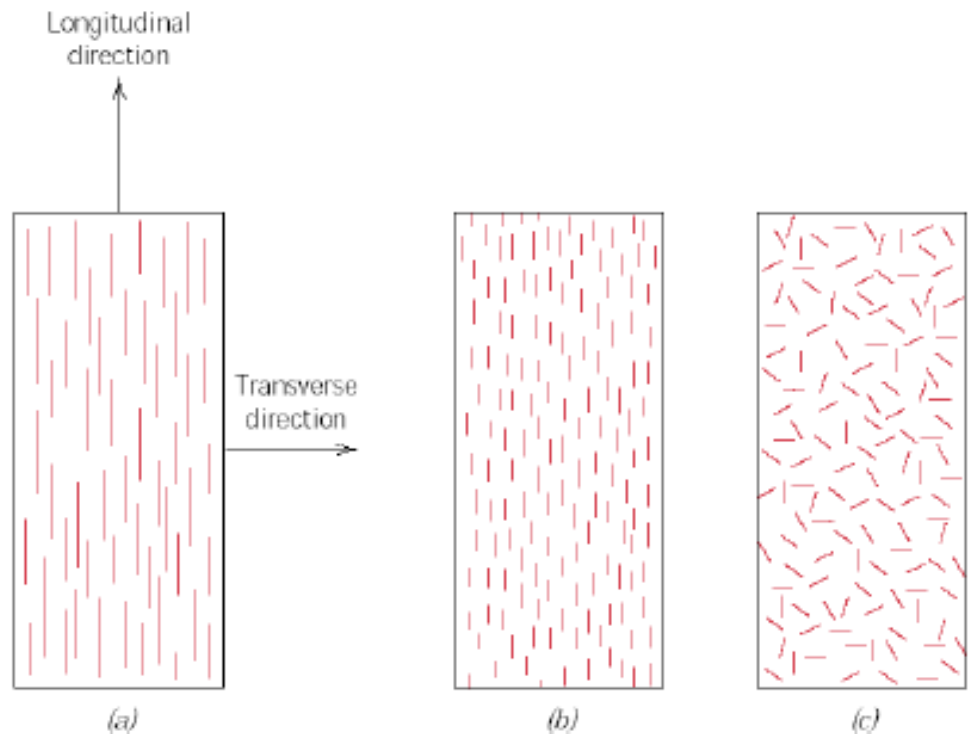 Longitudinal
direction
Transverse
direction
(a)
(b)
(c)